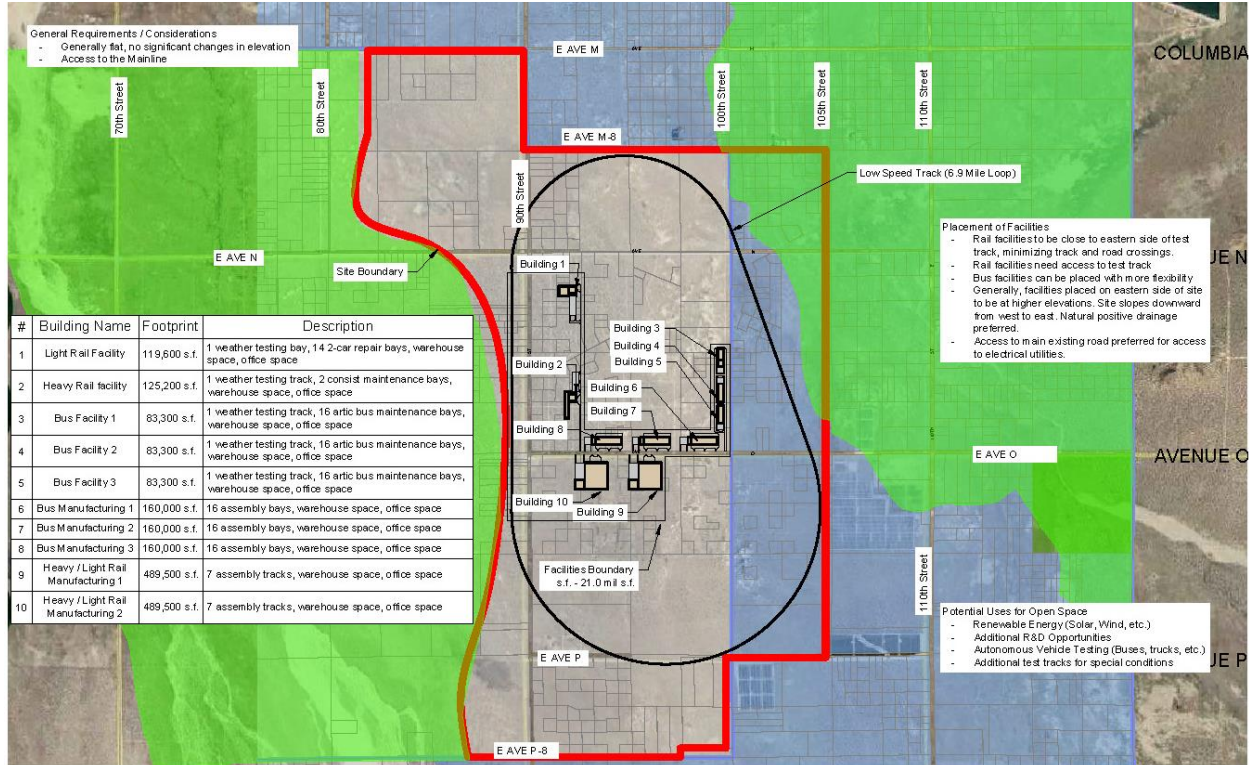 General Requirements / Considerations
- Generally flat, no significant changes in elevation
- Access to the Mainline
E AVE M
COLUMBIA
70th Street
80th Street
100th Street
105th Street
110th Street
E AVE M-8
Low Speed Track (6.9 Mile Loop)
90th Street
Placement of Facilities
- Rail facilities to be close to eastern side of test
track, minimizing track and road crossings.
- Rail facilities need access to test track
- Bus facilities can be placed with more flexibility
- Generally, facilities placed on eastern side of site
to be at higher elevations. Site slopes downward
from west to east. Natural positive drainage
preferred.
- Access to main existing road preferred for access
to electrical utilities.
E AVE N
UE N
Site Boundary
Building 1
Building 2
Building 3
Building 4
Building 5
Building 6
Building 7
Building 8
Building 10
Building 9
# Building Name Footprint Description
1 Light Rail Facility 119,600 s.f. 1 weather testing bay, 14 2-car repair bays, warehouse
space, office space
2 Heavy Rail facility 125,200 s.f. 1 weather testing track, 2 consist maintenance bays,
warehouse space, office space
3 Bus Facility 1 83,300 s.f. 1 weather testing track, 16 artic bus maintenance bays,
warehouse space, office space
4 Bus Facility 2 83,300 s.f. 1 weather testing track, 16 artic bus maintenance bays,
warehouse space, office space
5 Bus Facility 3 83,300 s.f. 1 weather testing track, 16 artic bus maintenance bays,
warehouse space, office space
6 Bus Manufacturing 1 160,000 s.f. 16 assembly bays, warehouse space, office space
7 Bus Manufacturing 2 160,000 s.f. 16 assembly bays, warehouse space, office space
8 Bus Manufacturing 3 160,000 s.f. 16 assembly bays, warehouse space, office space
9 Heavy / Light Rail
Manufacturing 1 489,500 s.f. 7 assembly tracks, warehouse space, office space
10 Heavy / Light Rail
Manufacturing 2 489,500 s.f. 7 assembly tracks, warehouse space, office space
E AVE O
AVENUE O
Facilities Boundary
s.f. - 21.0 mil s.f.
110th Street
Potential Uses for Open Space
- Renewable Energy (Solar, Wind, etc.)
- Additional R&D Opportunities
- Autonomous Vehicle Testing (Buses, trucks, etc.)
- Additional test tracks for special conditions
E AVE P
UE P
E AVE P-8